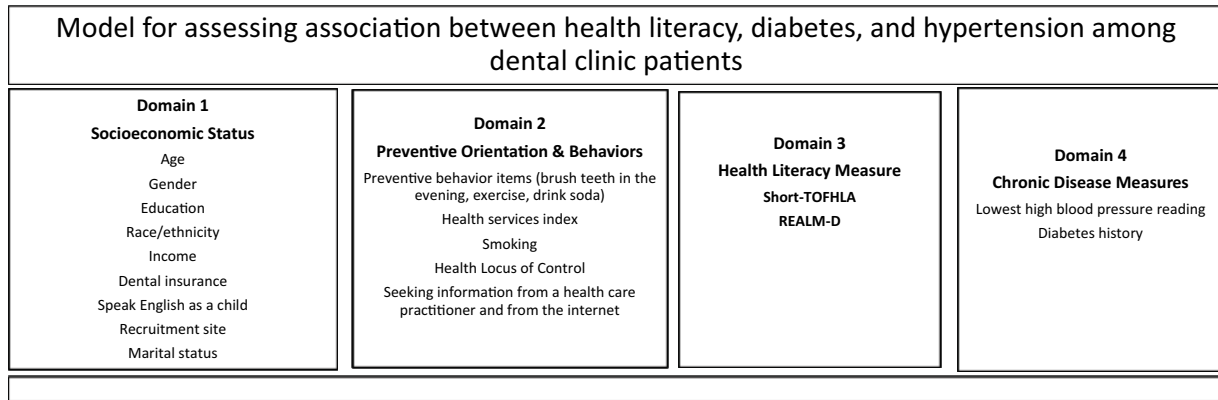 Model for assessing association between health literacy, diabetes, and hypertension among
dental clinic patients
Domain 1
Socioeconomic Status
Age
Gender
Education
Race/ethnicity
Income
Dental insurance
Speak English as a child
Recruitment site
Marital status
Domain 2
Preventive Orientation & Behaviors
Preventive behavior items (brush teeth in the
evening, exercise, drink soda)
Health services index
Smoking
Health Locus of Control
Seeking information from a health care
practitioner and from the internet
Domain 3
Health Literacy Measure
Short-TOFHLA
REALM-D
Domain 4
Chronic Disease Measures
Lowest high blood pressure reading
Diabetes history